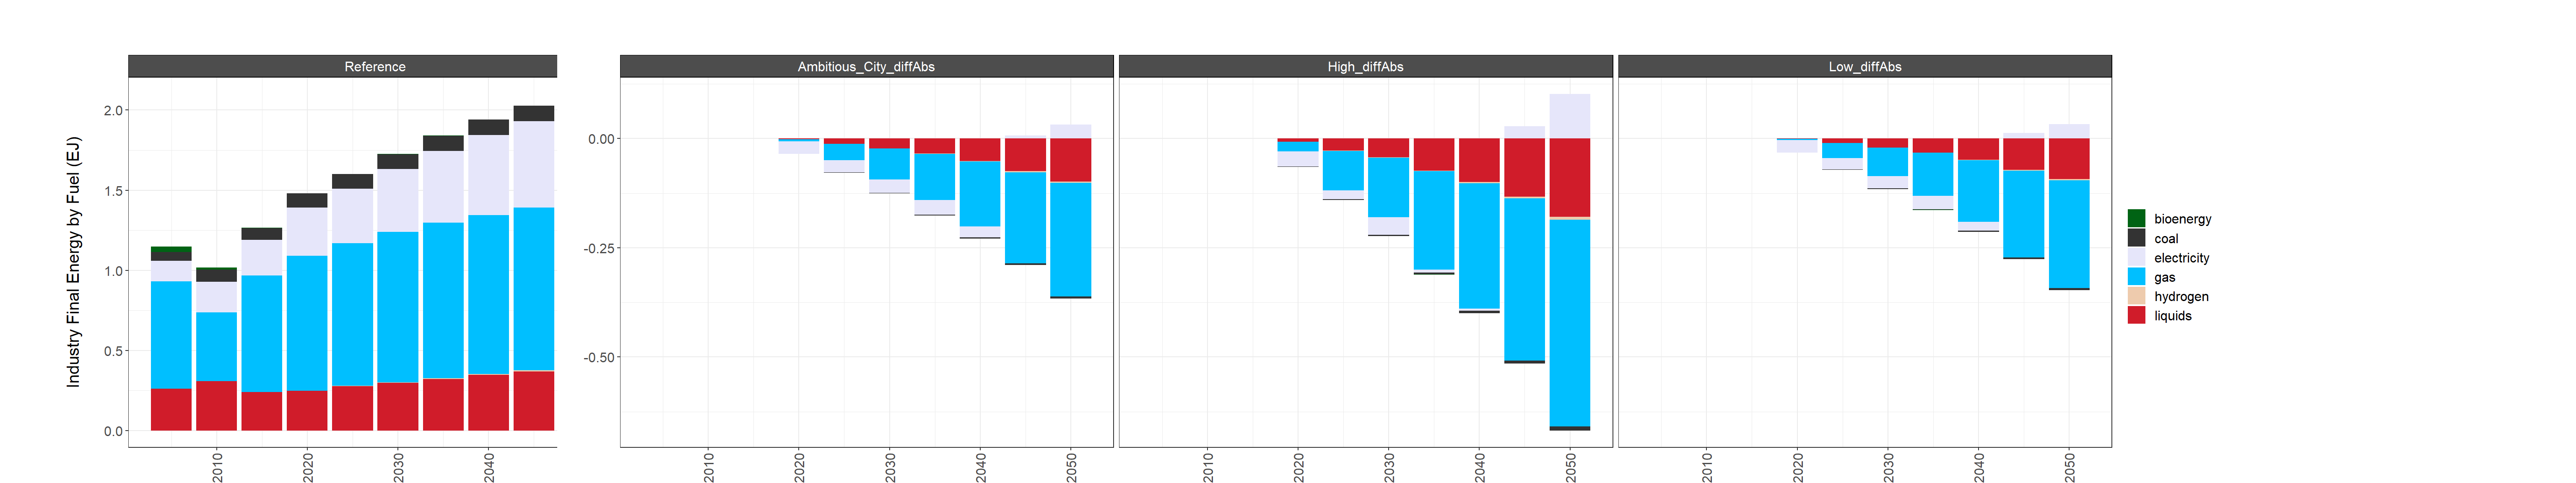 Industry Final Energy by Fuel (EJ)
Reference
2.0
1.5
1.0
0.5
0.0
2010
2020
2030
2040
Ambitious_City_diffAbs
High_diffAbs
Low_diffAbs
0.00
-0.25
-0.50
2010
2020
2030
2040
2050
2010
2020
2030
2040
2050
2010
2020
2030
2040
2050
bioenergy
coal
electricity
gas
hydrogen
liquids